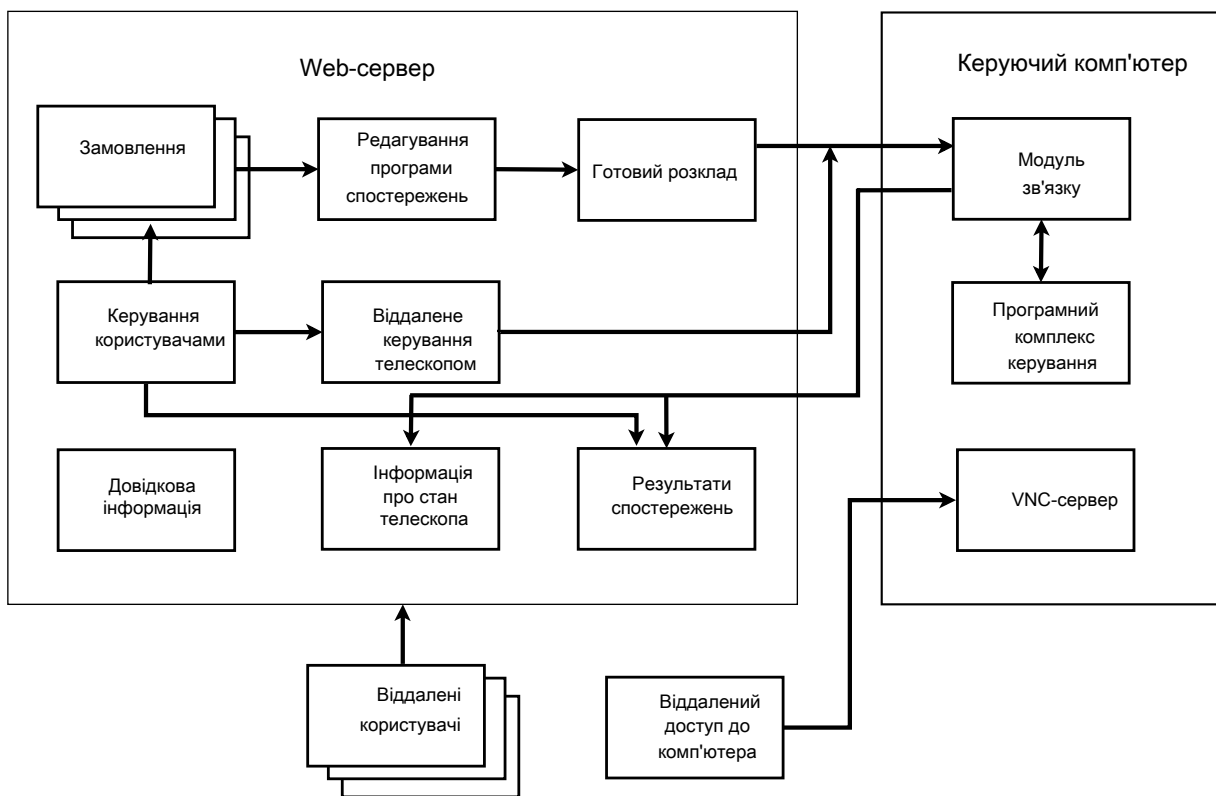 Web-сервер
Керуючий комп'ютер
Замовлення
Редагування
програми
спостережень
Готовий розклад
Модуль
зв'язку
Керування
користувачами
Віддалене
керування
телескопом
Програмний
комплекс
керування
Довідкова
інформація
Інформація
про стан
телескопа
Результати
спостережень
VNC-сервер
Віддалені
користувачі
Віддалений
доступ до
комп'ютера